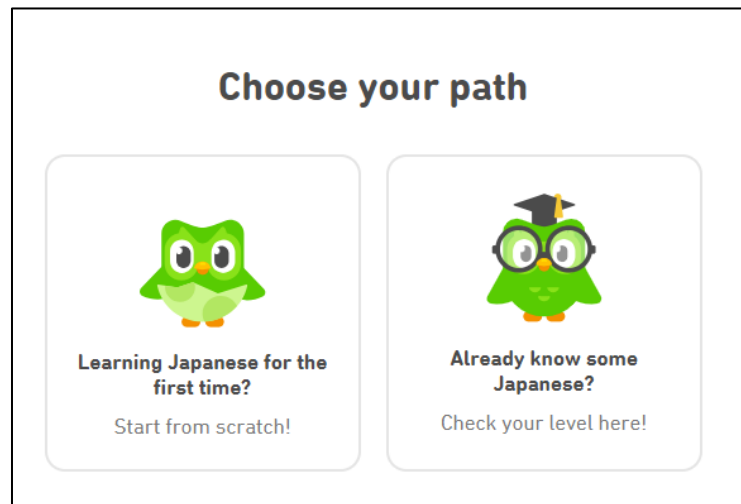 Choose your path
Learning Japanese for the
first time?
Start from scratch!
Already know some
Japanese?
Check your level here!